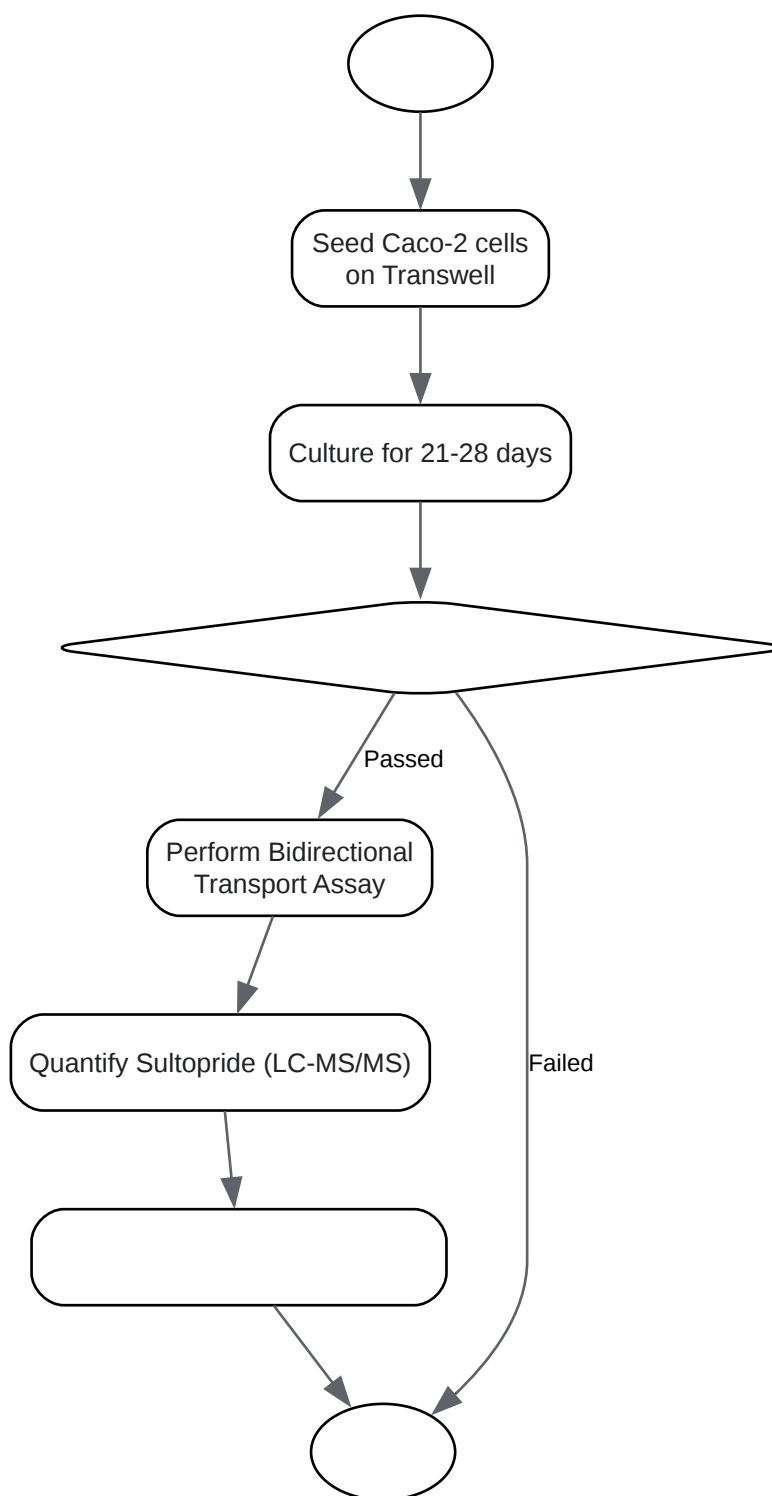 Seed Caco-2 cells
on Transwell
Culture for 21-28 days
Passed
Perform Bidirectional
Transport Assay
Quantify Sultopride (LC-MS/MS)
Failed